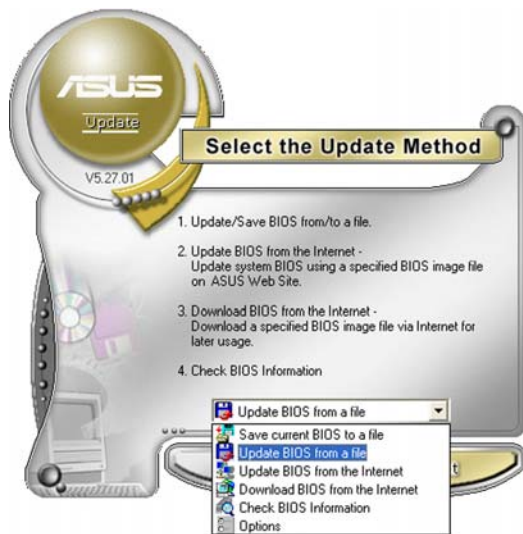 ASUS
Update
V5.27.01
Select the Update Method
1. Update/Save BIOS from/to a file.
2. Update BIOS from the Internet -
Update system BIOS using a specified BIOS image file
on ASUS Web Site.
3. Download BIOS from the Internet -
Download a specified BIOS image file via Internet for
later usage.
4. Check BIOS Information
Update BIOS from a file
Save current BIOS to a file
Update BIOS from a file
Update BIOS from the Internet
Download BIOS from the Internet
Check BIOS Information
Options